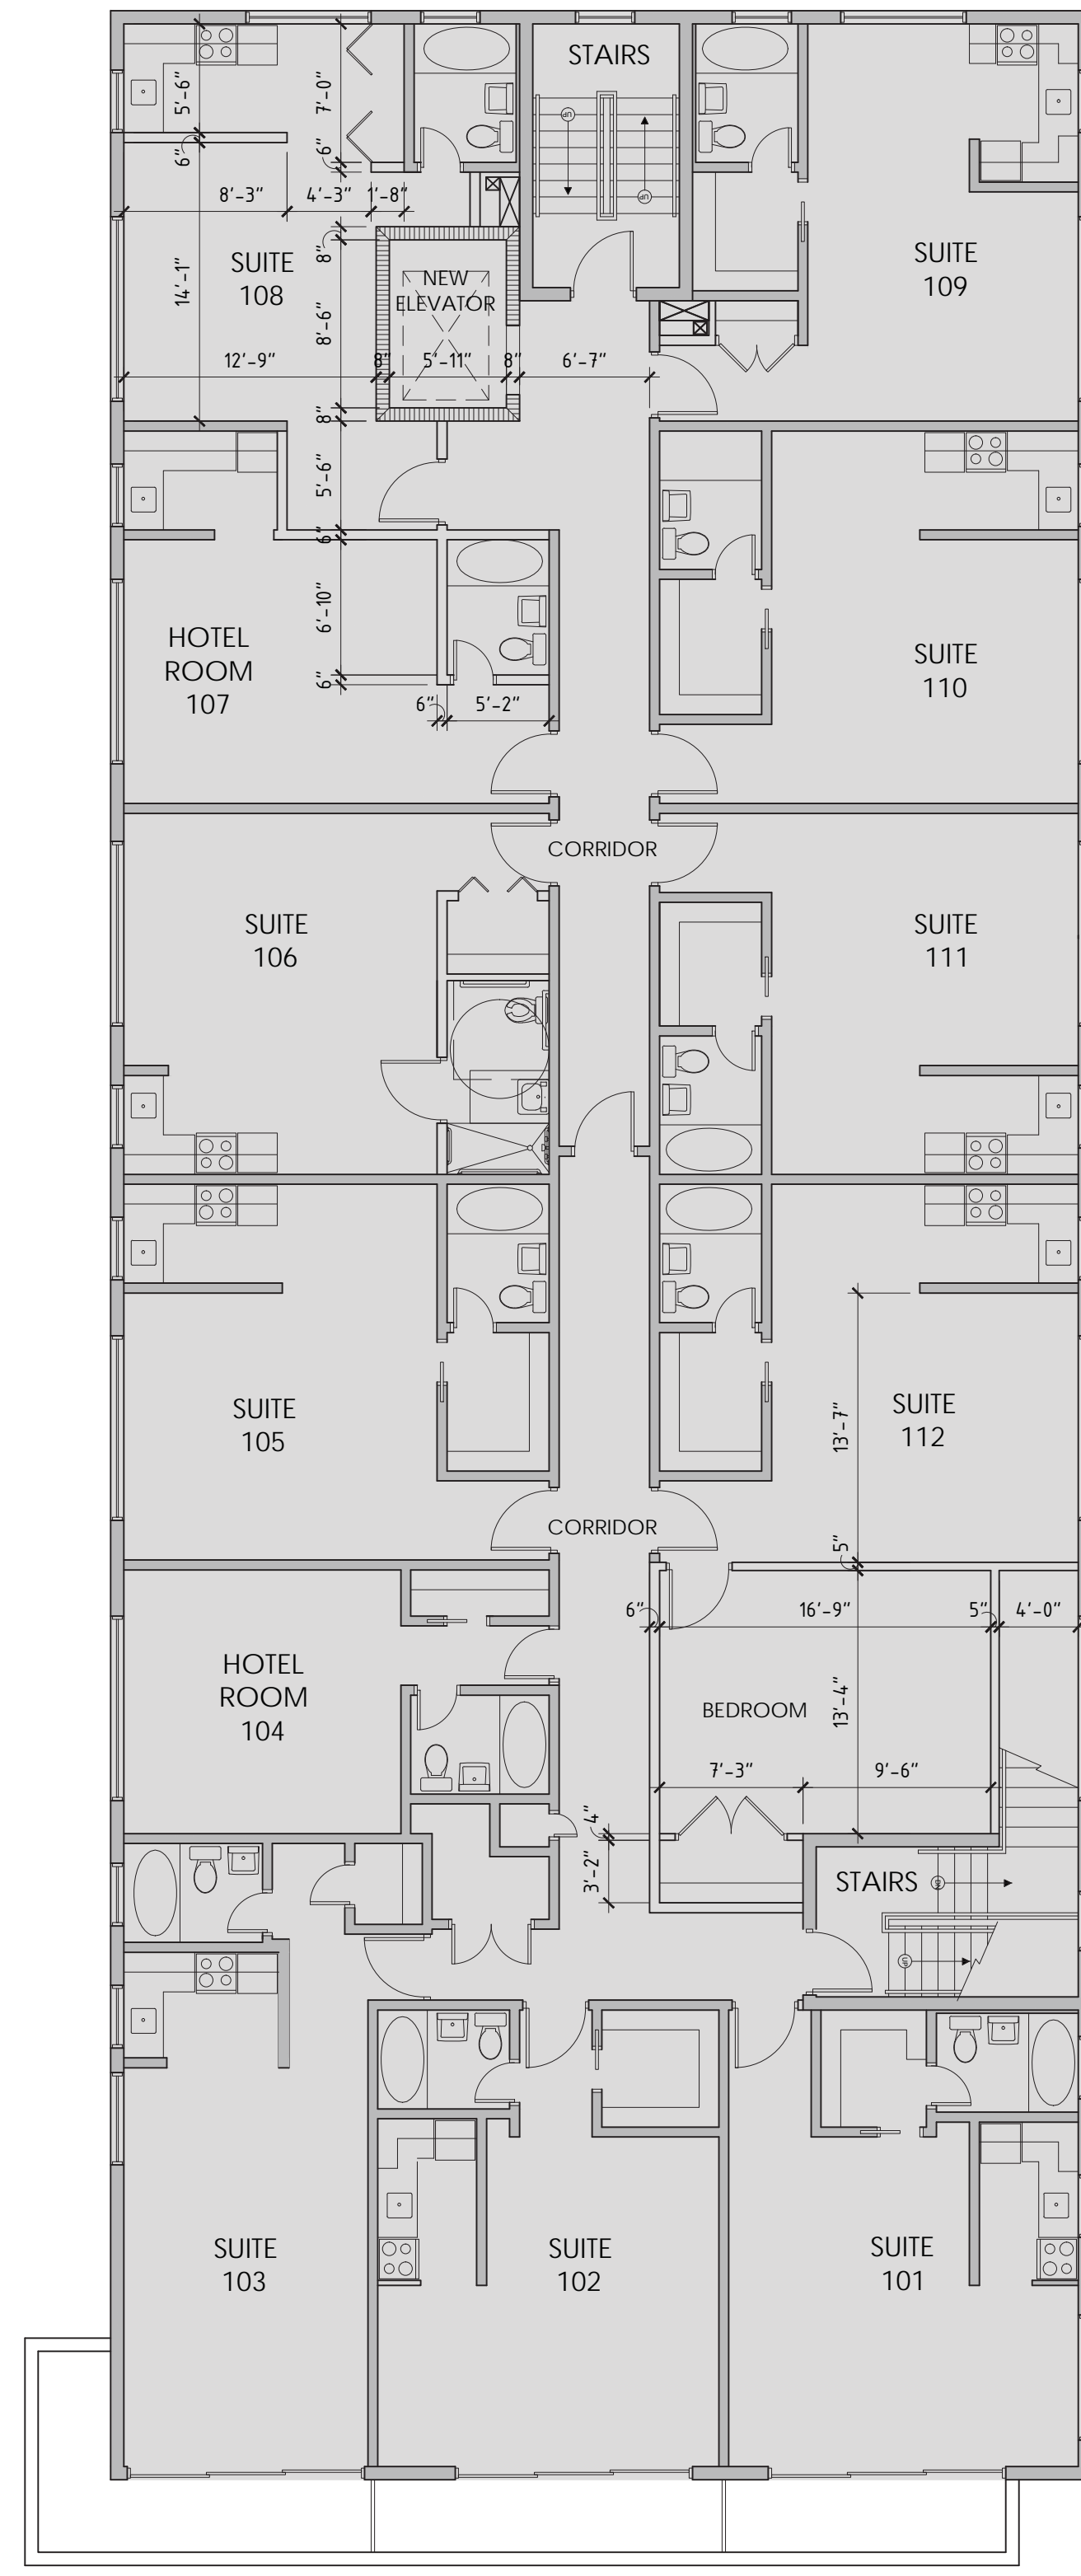 STAIRS
UP
UP
5'-6"
7'-0"
6"
6"
8'-3"
4'-3"
1'-8"
SUITE
108
14'-1"
8"
NEW
ELEVATOR
SUITE
109
8'-6"
12'-9"
8"
5'-11"
8"
6'-7"
8"
5'-6"
6"
HOTEL
ROOM
107
6'-10"
6"
6"
5'-2"
SUITE
110
CORRIDOR
SUITE
106
SUITE
111
SUITE
105
13'-7"
SUITE
112
CORRIDOR
5"
6"
16'-9"
5"
4'-0"
HOTEL
ROOM
104
BEDROOM
13'-4"
7'-3"
9'-6"
4"
3'-2"
STAIRS
DN
UP
SUITE
103
SUITE
102
SUITE
101